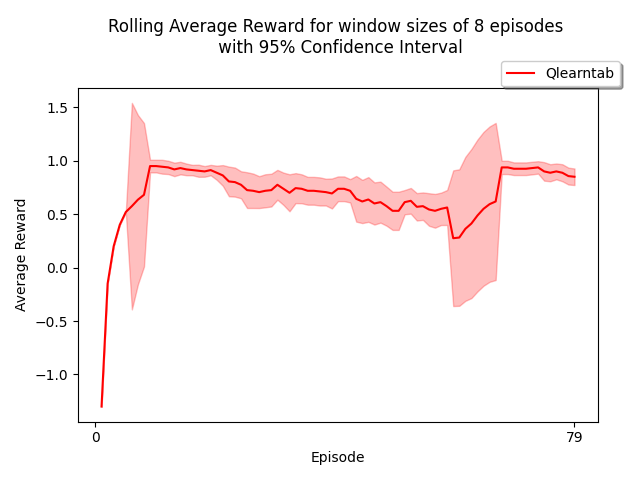 Rolling Average Reward for window sizes of 8 episodes
with 95% Confidence Interval
Qlearntab
1.5
1.0
0.5
0.0
−0.5
−1.0
Average Reward
0
79
Episode